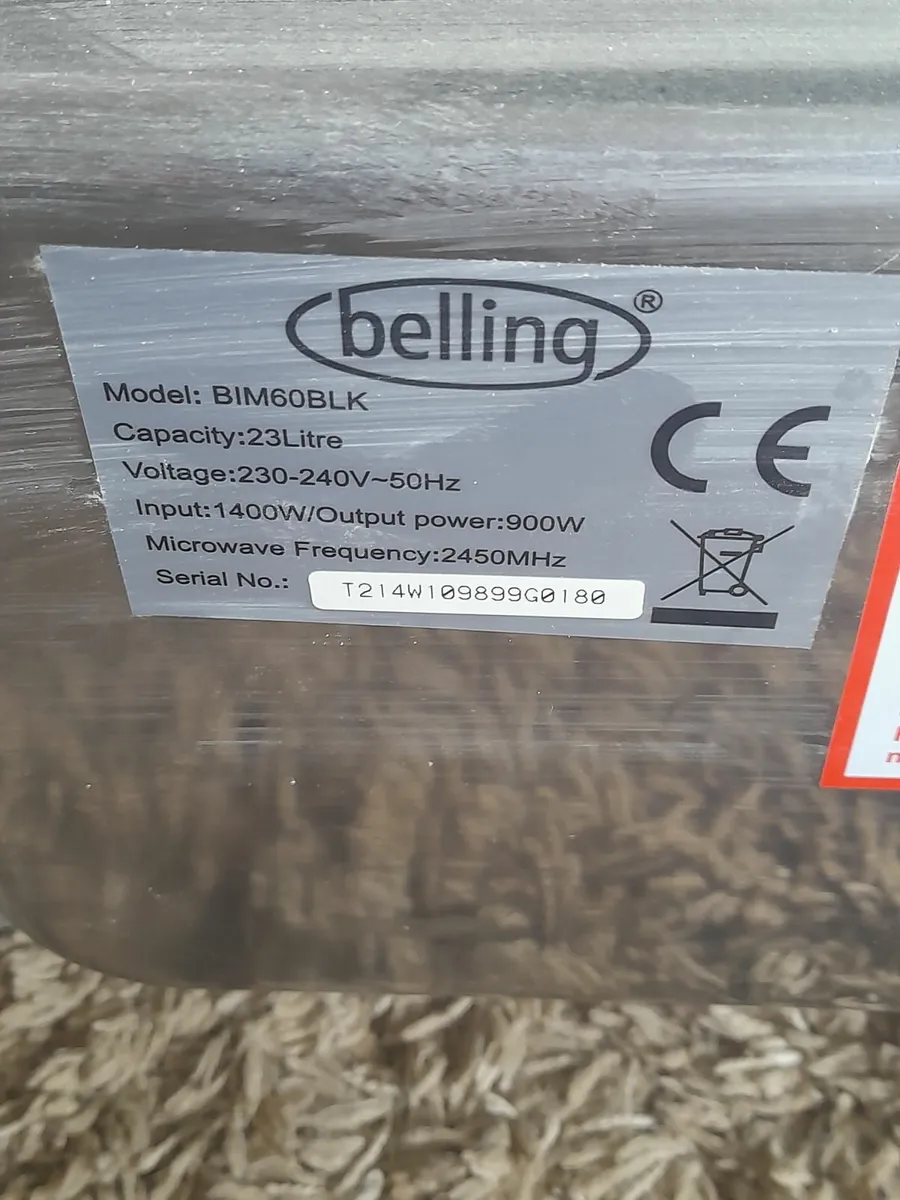 belling®
Model: BIM60BLK
Capacity:23Litre
Voltage:230-240V~50Hz
Input:1400W/Output power:900W
Microwave Frequency:2450MHz
Serial No.: T214W109899G0180
CE